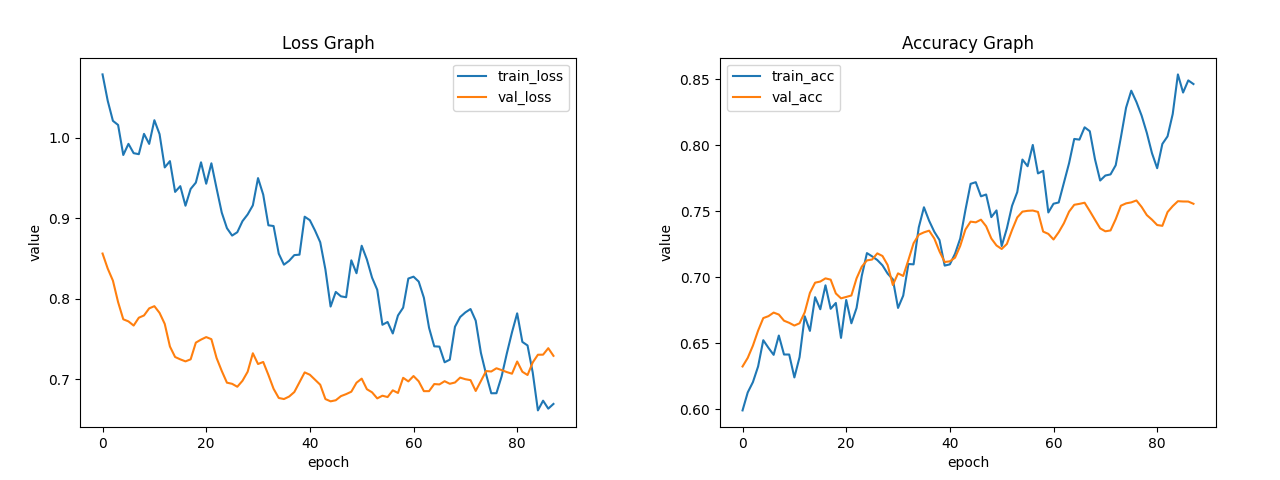 Loss Graph
train_loss
val_loss
value
1.0
0.9
0.8
0.7
0
20
40
60
80
epoch
Accuracy Graph
train_acc
val_acc
value
0.85
0.80
0.75
0.70
0.65
0.60
0
20
40
60
80
epoch